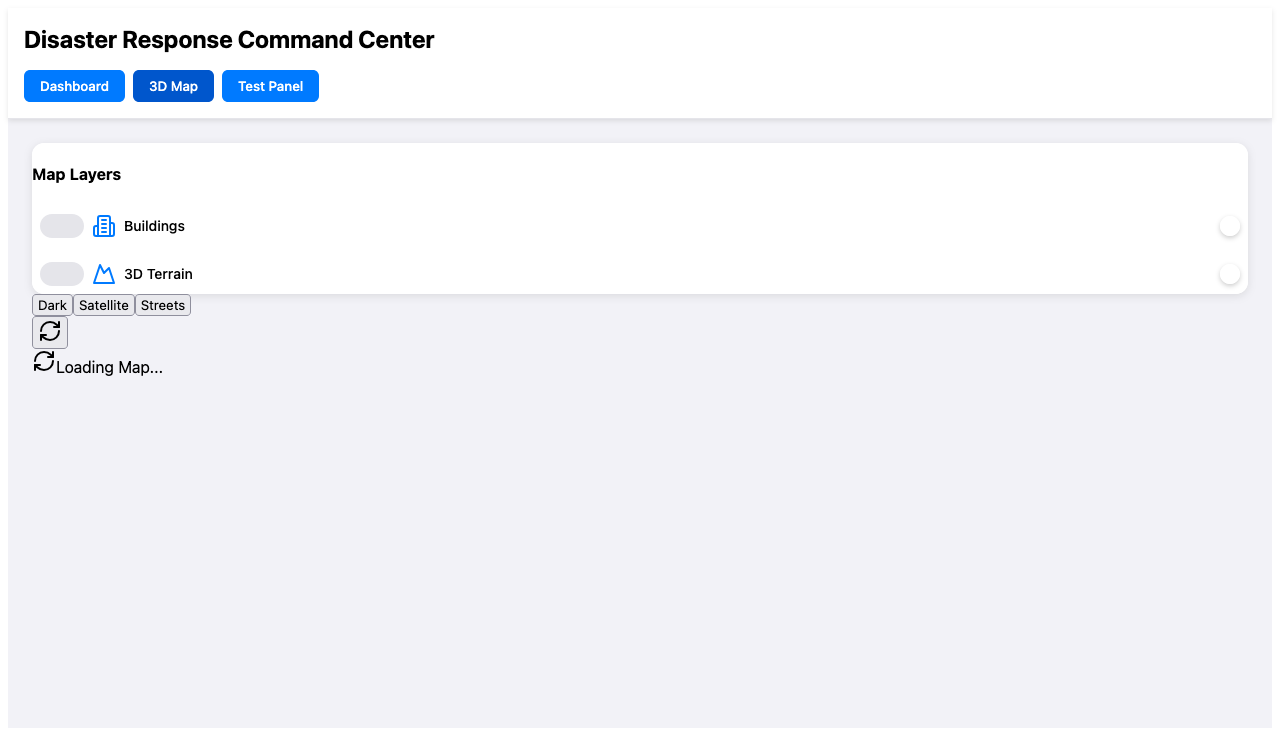 Disaster Response Command Center
Dashboard 3D Map Test Panel
Map Layers
Buildings
3D Terrain
Dark Satellite Streets
Loading Map...